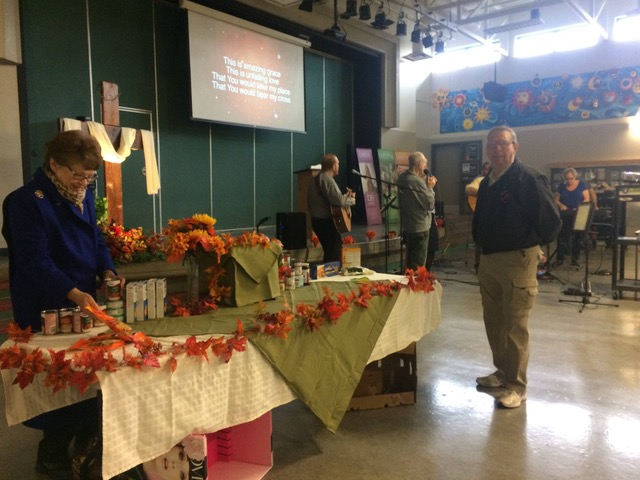 This is amazing grace
This is unfailing love
That You would take my place
That You would bear my cross